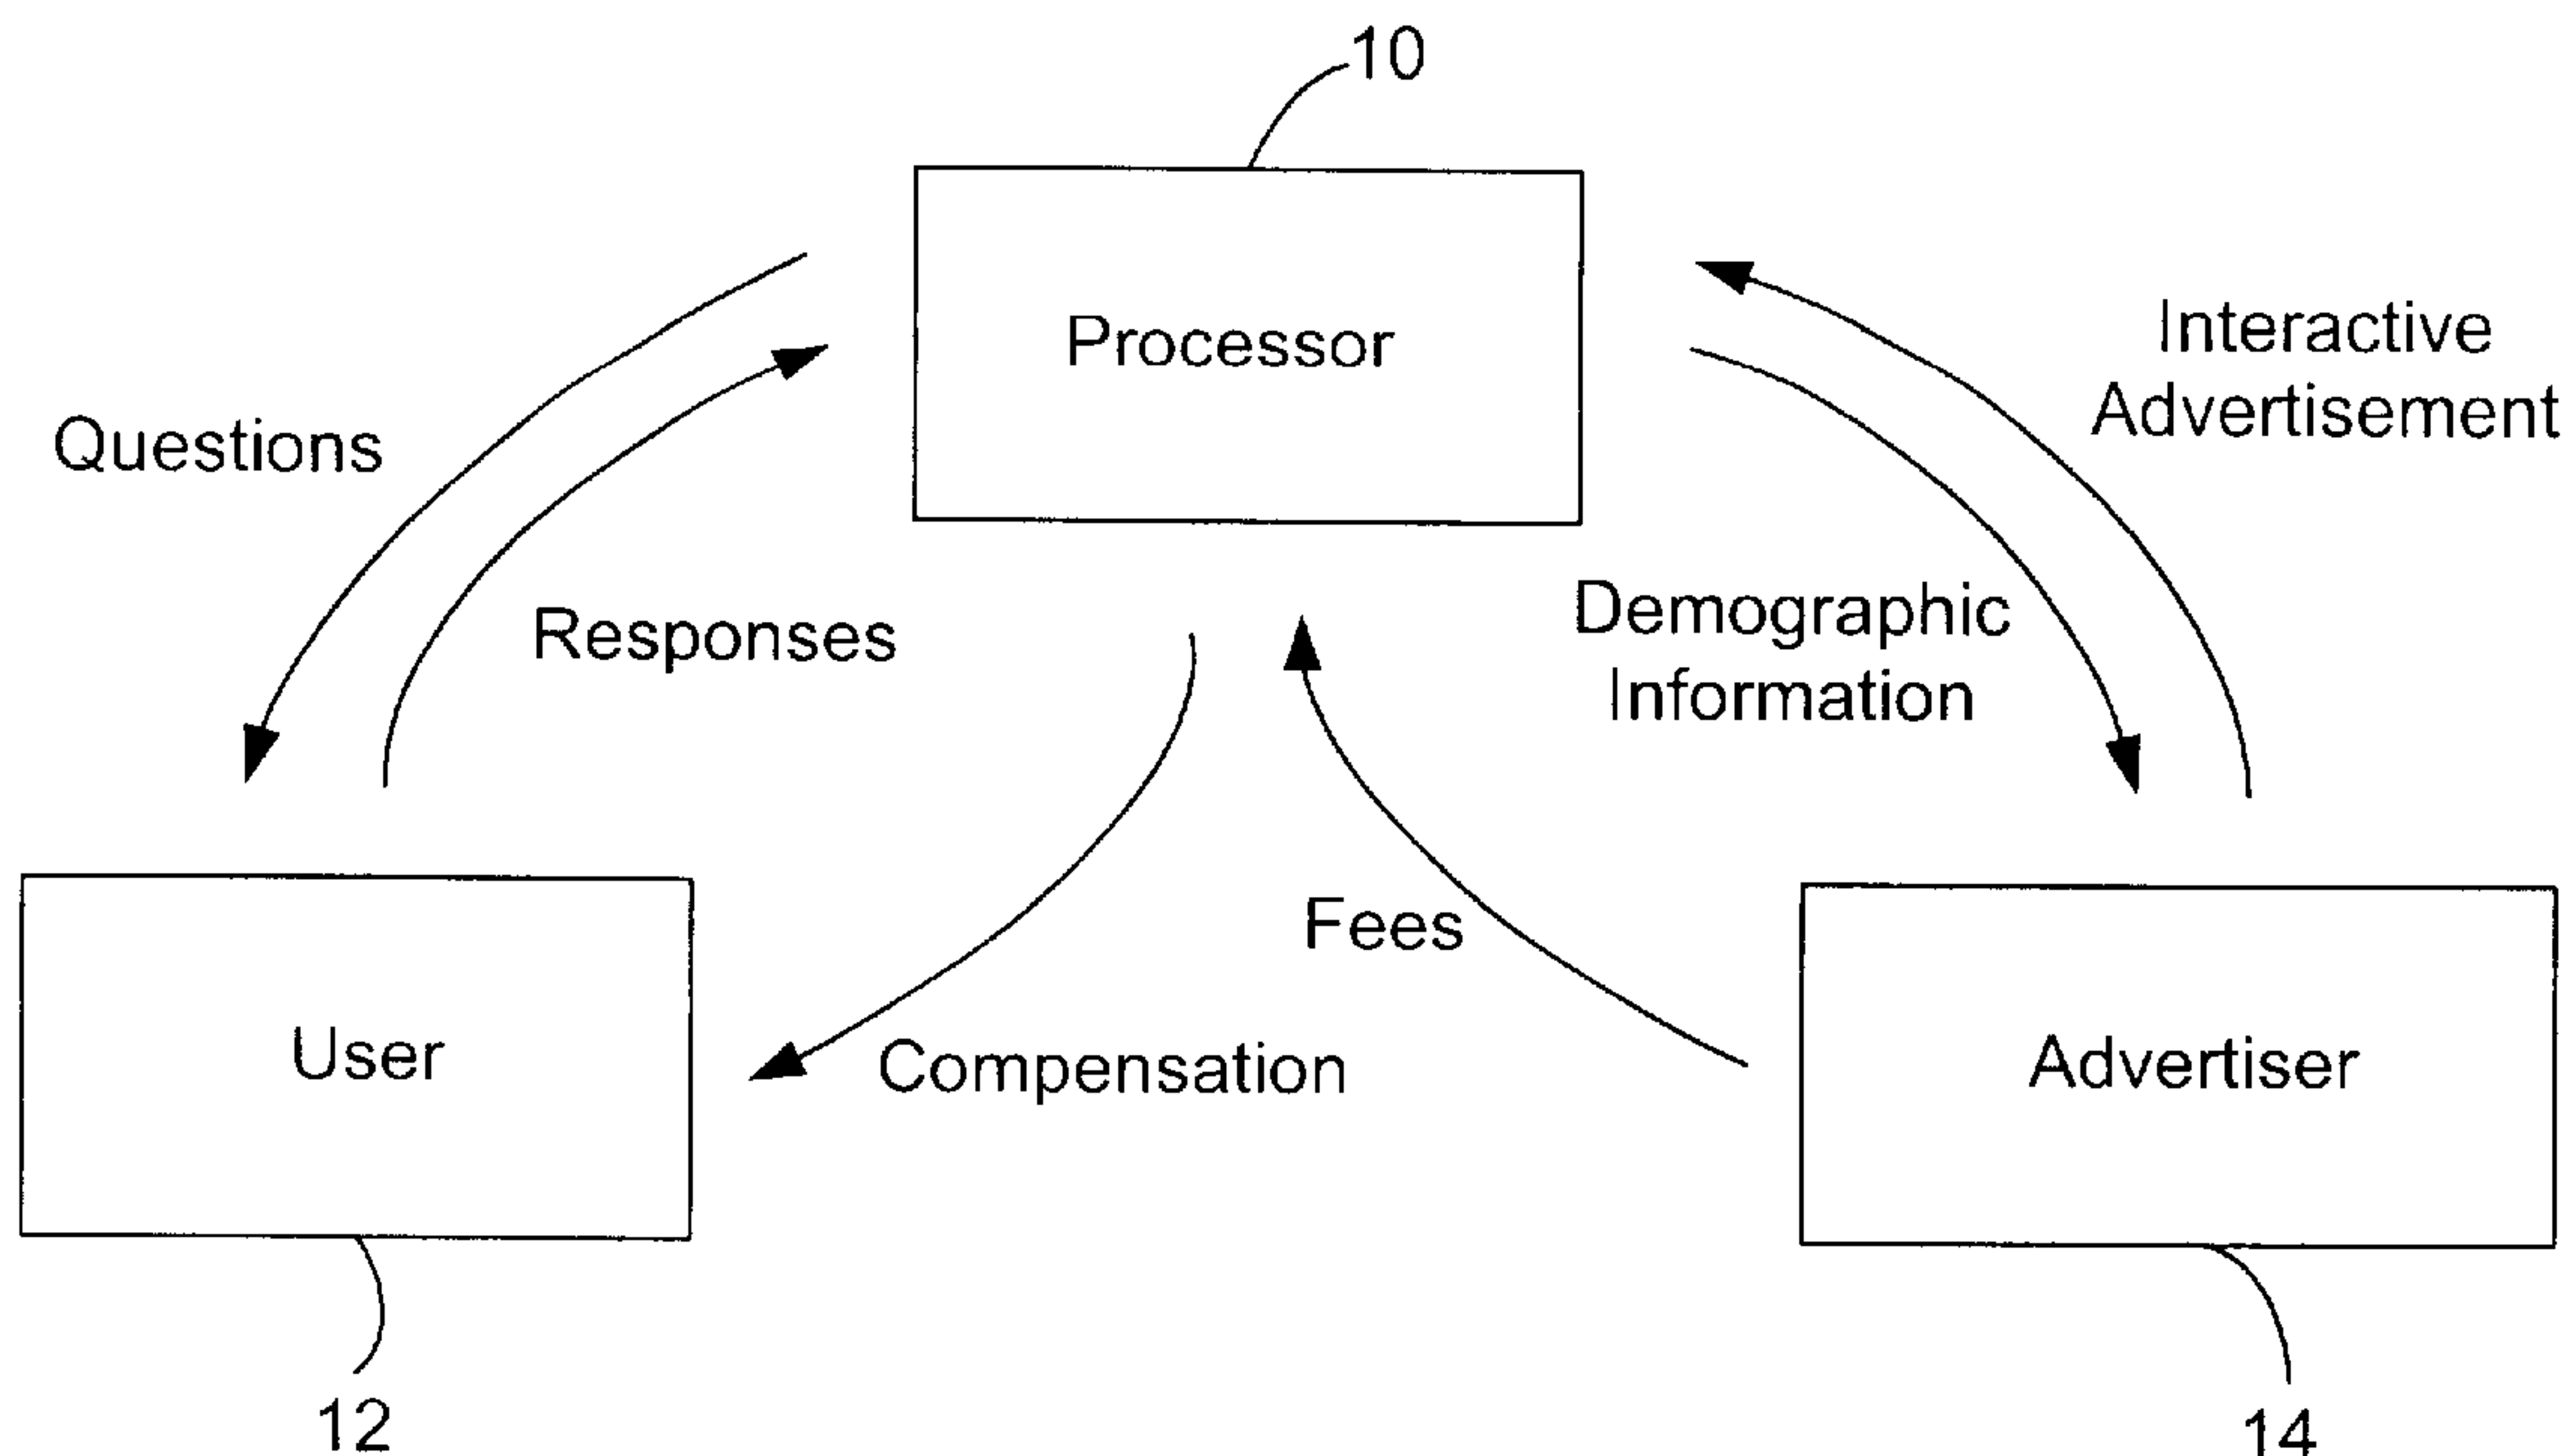 10
Processor
Interactive
Advertisement
Questions
Responses
Demographic
Information
Fees
User
Compensation
Advertiser
12
14